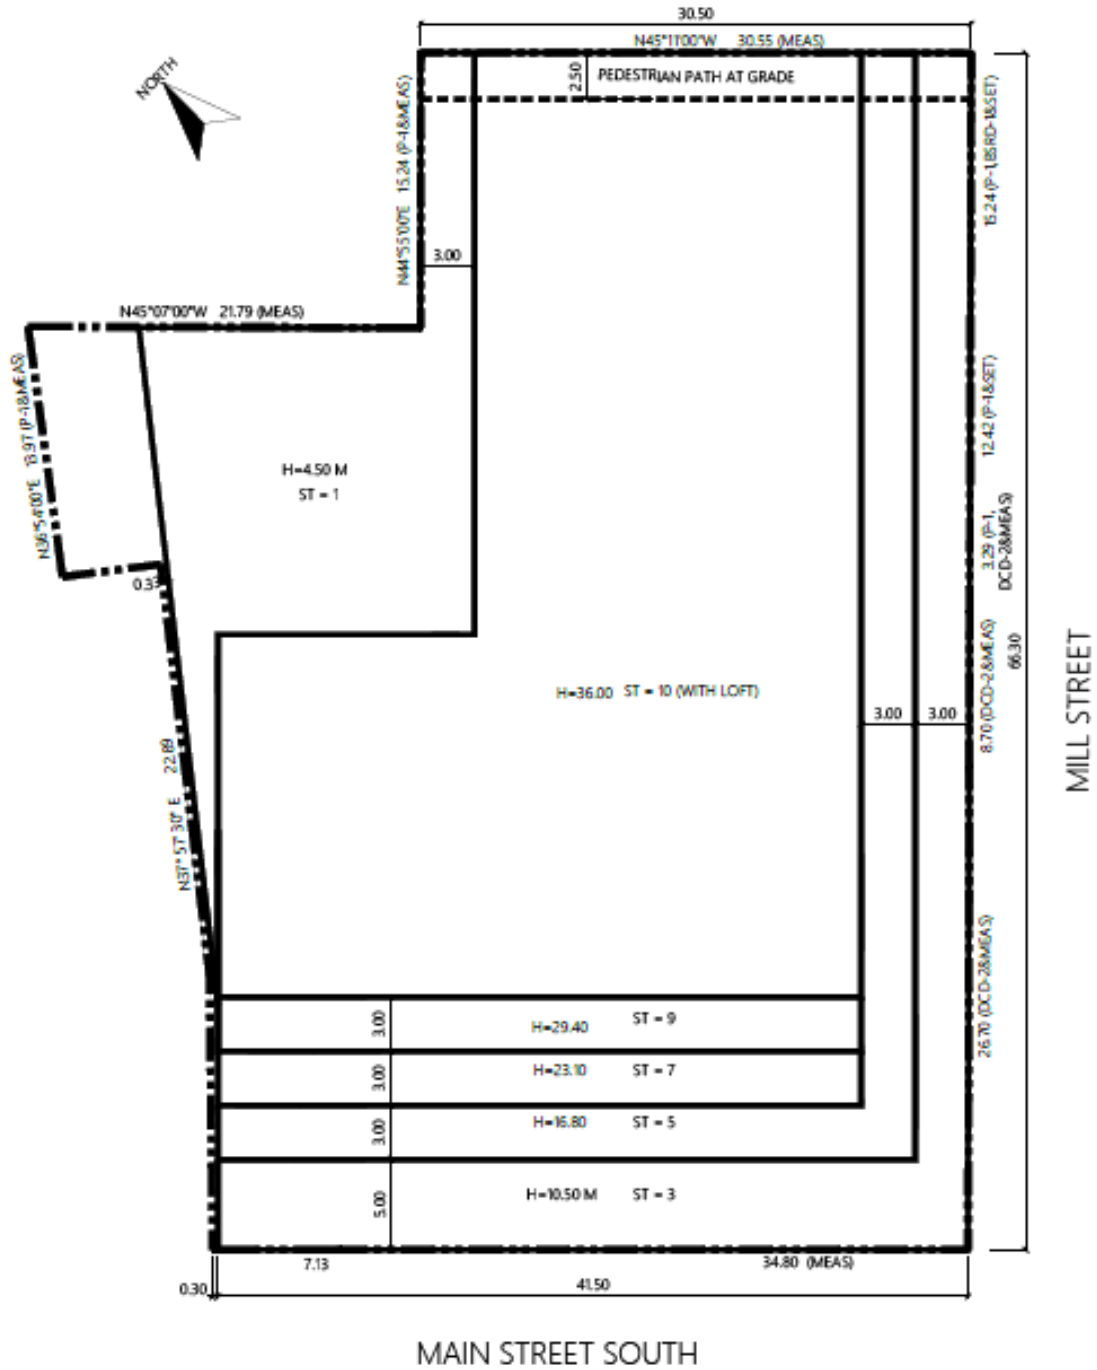 30.50
N45°11'00"W 30.55 (MEAS)
NORTH
2.50
PEDESTRIAN PATH AT GRADE
N44°55'00"E 15.24 (P-1&MEAS)
15.24 (P-1,BSRD-1&SET)
3.00
N45°07'00"W 21.79 (MEAS)
N36°54'00"E 13.97 (P-1&MEAS)
12.42 (P-1&SET)
H=4.50 M
ST = 1
3.29 (P-1,
DCD-2&MEAS)
0.33
8.70 (DCD-2&MEAS)
66.30
MILL STREET
H=36.00 ST = 10 (WITH LOFT)
3.00
3.00
N37° 57' 30" E 22.89
26.70 (DCD-2&MEAS)
3.00
H=29.40 ST = 9
3.00
H=23.10 ST = 7
3.00
H=16.80 ST = 5
5.00
H=10.50 M ST = 3
7.13
34.80 (MEAS)
0.30
41.50
MAIN STREET SOUTH